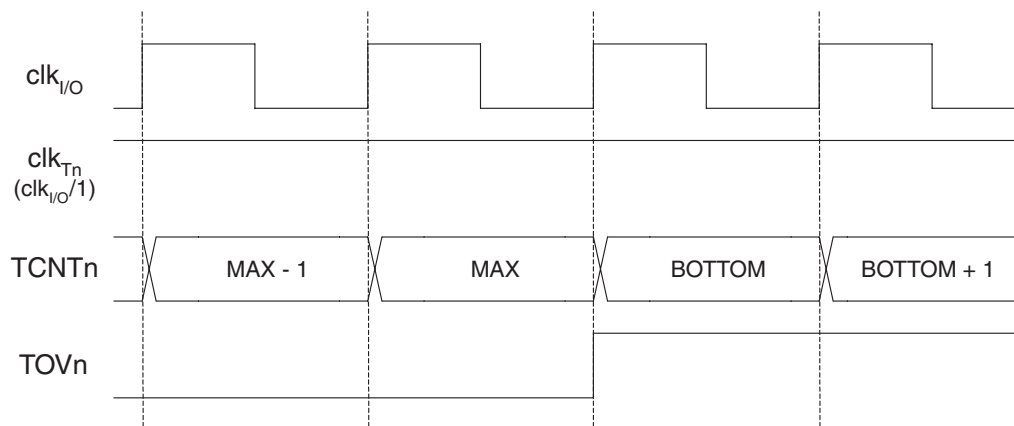 clkI/O
clkTn
(clkI/O/1)
TCNTn MAX - 1 MAX BOTTOM BOTTOM + 1
TOVn